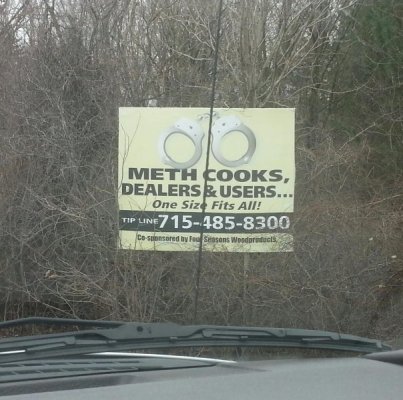 METH COOKS,
DEALERS & USERS...
One Size Fits All!
TIP LINE 715-485-8300
Co-sponsored by Four Seasons Woodproducts.